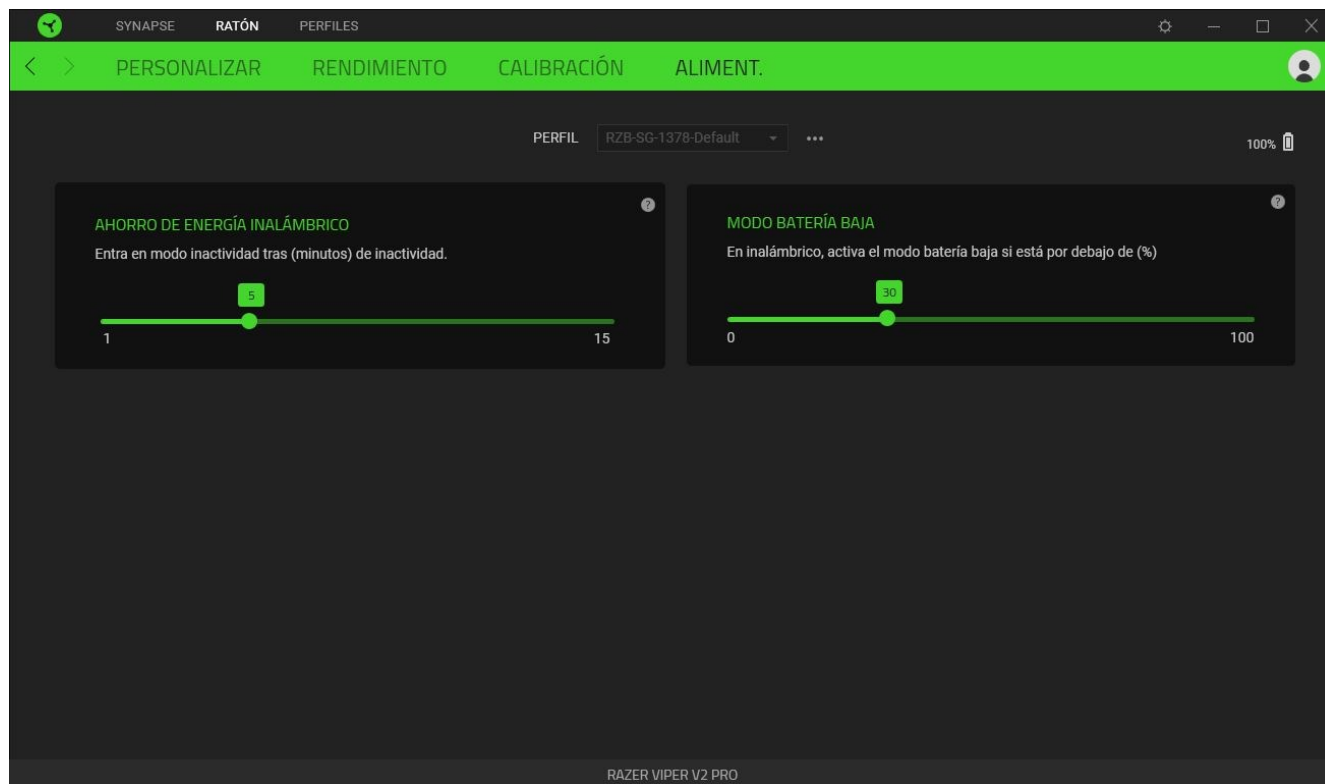 SYNAPSE RATÓN PERFILES
PERSONALIZAR RENDIMIENTO CALIBRACIÓN ALIMENT.
PERFIL RZB-SG-1378-Default ...
100%
AHORRO DE ENERGÍA INALÁMBRICO
Entra en modo inactividad tras (minutos) de inactividad.
5
1 15
MODO BATERÍA BAJA
En inalámbrico, activa el modo batería baja si está por debajo de (%)
30
0 100
RAZER VIPER V2 PRO